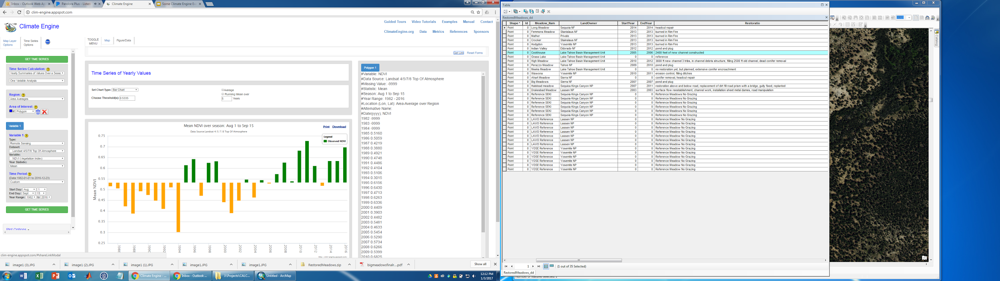 Inbox - Outlook Web Ap
Pandora Plus - Listen
Climate Engine
Some Climate Engine Ex
clim-engine.appspot.com
Climate Engine
Guided Tours Video Tutorials Examples Manual Contact
ClimateEngine.org Data Metrics References Sponsors
Map Layer Options
Time Series Options
TOGGLE MENU
Map
Figure/Data
Get Link Reset Forms
GET TIME SERIES
Time Series Calculation:
Yearly Summaries of Values Over a Seas
One Variable Analysis
Region:
Area Averages
Area of Interest:
Polygon
Variable 1
Variable 1
Type:
Remote Sensing
Dataset:
Landsat 4/5/7/8 Top Of Atmosphere
Variable:
NDVI (Vegetation Index)
Year Statistic:
Mean
Time Period
(Data:1982-01-01 to 2016-12-23)
Custom
Start Day: Aug 1
End Day: Sept 15
Year Range: 1982 to 2016
GET TIME SERIES
Plot Options
Time Series of Yearly Values
Set Chart Type: Bar Chart
Choose Threshold(s): 0.5335
Average
Running Mean over
5 Years
Mean NDVI over season: Aug 1 to Sep 15
Data Source Landsat 4/5/7/8 Top Of Atmosphere
Print Download
Legend
Observed NDVI
Mean NDVI
0.75
0.7
0.65
0.6
0.55
0.5
0.45
0.4
0.35
0.3
0.25
1986 1988 1990 1992 1994 1996 1998 2000 2002 2004 2006 2008 2010 2012 2014 2016
http://clim-engine.appspot.com/
Polygon 1
#Variable: NDVI
#Data Source: Landsat 4/5/7/8 Top Of Atmosphere
#Missing Value: -9999
#Statistic: Mean
#Season: Aug 1 to Sep 15
#Year Range: 1982 - 2016
#Location (Lon, Lat): Area-Average over Region
#Alternative Name:
#Date(yyyy), NDVI
1982 -9999
1983 -9999
1984 -9999
1985 0.5160
1986 0.5059
1987 0.4219
1988 0.3880
1989 0.4921
1990 0.4748
1991 0.4486
1992 0.4104
1993 0.5106
1994 0.3015
1995 0.6156
1996 0.6430
1997 0.4713
1998 0.6263
1999 0.6336
2000 0.4409
2001 0.3903
2002 0.4482
2003 0.5481
2004 0.4633
2005 0.5454
2006 0.5290
2007 0.5734
2008 0.6266
2009 0.5399
2010 0.6825
clim-engine.appspot.com/#shareLinkModal
image1 (3).JPG
image1 (2).JPG
image1 (1).JPG
image1.JPG
image1.JPG
RestoredMeadows.zip
bigmeadowsfinalr....pdf
Show all
Climate Engine - ...
Inbox - Outlook ...
J:\Projects\CALC...
Untitled - ArcMap
12:12 PM
1/3/2017
Table
RestoredMeadows_dd
Shape * Id Meadow_Nam LandOwner StartYear EndYear Restoratio
Point 0 Long Meadow Sequoia NF 2014 2014 headcut repair
Point 0 Femmons Meadow Stanislaus NF 2013 2013 burned in Rim Fire
Point 0 Mather Private 2013 2013 burned in Rim Fire
Point 0 Crocker Stainslaus NF 2013 2013 burned in Rim Fire
Point 0 Hodgdon Yosemite NP 2013 2013 burned in Rim Fire
Point 0 Indian Valley Eldorado NF 2012 2012 pond and plug
Point 0 Cookhouse Lake Tahoe Basin Management Unit 2005 2006 2400 feet of new channel constructed
Point 0 Grass Lake Lake Tahoe Basin Management Unit 0 0 reference
Point 0 High Meadow Lake Tahoe Basin Management Unit 2010 2012 3600 ft new channel 3 tribs, in channel debris structure, filling 2500 ft old channel, dead conifer removal
Point 0 Perazzo Meadow Tahoe NF 2009 2010 pond and plug
Point 0 Meeks Meadow Lake Tahoe Basin Management Unit 0 0 no restoration yet, but planned; extensive conifer encroachment
Point 0 Wawona Yosemite NP 2010 2011 erosion control, filling ditches
Point 0 Ahart Meadow Sierra NF 0 0 conifer removal, headcut repair
Point 0 Big Meadows Sierra NF 2007 2007 pond and plug
Point 0 Halstead meadow Sequoia Kings Canyon NP 2007 2011 restoration above and below road, replacement of dirt fill road prism with a bridge, gully fixed, replanted
Point 0 Drakesbad Meadow Lassen NP 2003 2003 surface flow reestablishment, channel work, installation sheet metal dames, road manipulation
Point 0 Reference SEKI Sequoia Kings Canyon NP 0 0 Reference Meadows No Grazing
Point 0 Reference SEKI Sequoia Kings Canyon NP 0 0 Reference Meadows No Grazing
Point 0 Reference SEKI Sequoia Kings Canyon NP 0 0 Reference Meadows No Grazing
Point 0 Reference SEKI Sequoia Kings Canyon NP 0 0 Reference Meadows No Grazing
Point 0 Reference SEKI Sequoia Kings Canyon NP 0 0 Reference Meadows No Grazing
Point 0 Reference SEKI Sequoia Kings Canyon NP 0 0 Reference Meadows No Grazing
Point 0 LAVO Reference Lassen NP 0 0 Reference Meadow No Grazing
Point 0 LAVO Reference Lassen NP 0 0 Reference Meadow No Grazing
Point 0 LAVO Reference Lassen NP 0 0 Reference Meadow No Grazing
Point 0 LAVO Reference Lassen NP 0 0 Reference Meadow No Grazing
Point 0 LAVO Reference Lassen NP 0 0 Reference Meadow No Grazing
Point 0 LAVO Reference Lassen NP 0 0 Reference Meadow No Grazing
Point 0 LAVO Reference Lassen NP 0 0 Reference Meadow No Grazing
Point 0 YOSE Reference Yosemite NP 0 0 Reference Meadow No Grazing
Point 0 YOSE Reference Yosemite NP 0 0 Reference Meadow No Grazing
Point 0 YOSE Reference Yosemite NP 0 0 Reference Meadow No Grazing
Point 0 YOSE Reference Yosemite NP 0 0 Reference Meadow No Grazing
Point 0 YOSE Reference Yosemite NP 0 0 Reference Meadow No Grazing
Point 0 YOSE Reference Yosemite NP 0 0 Reference Meadow No Grazing
1
(1 out of 35 Selected)
RestoredMeadows_dd
Number of features selected: 1
Catalog